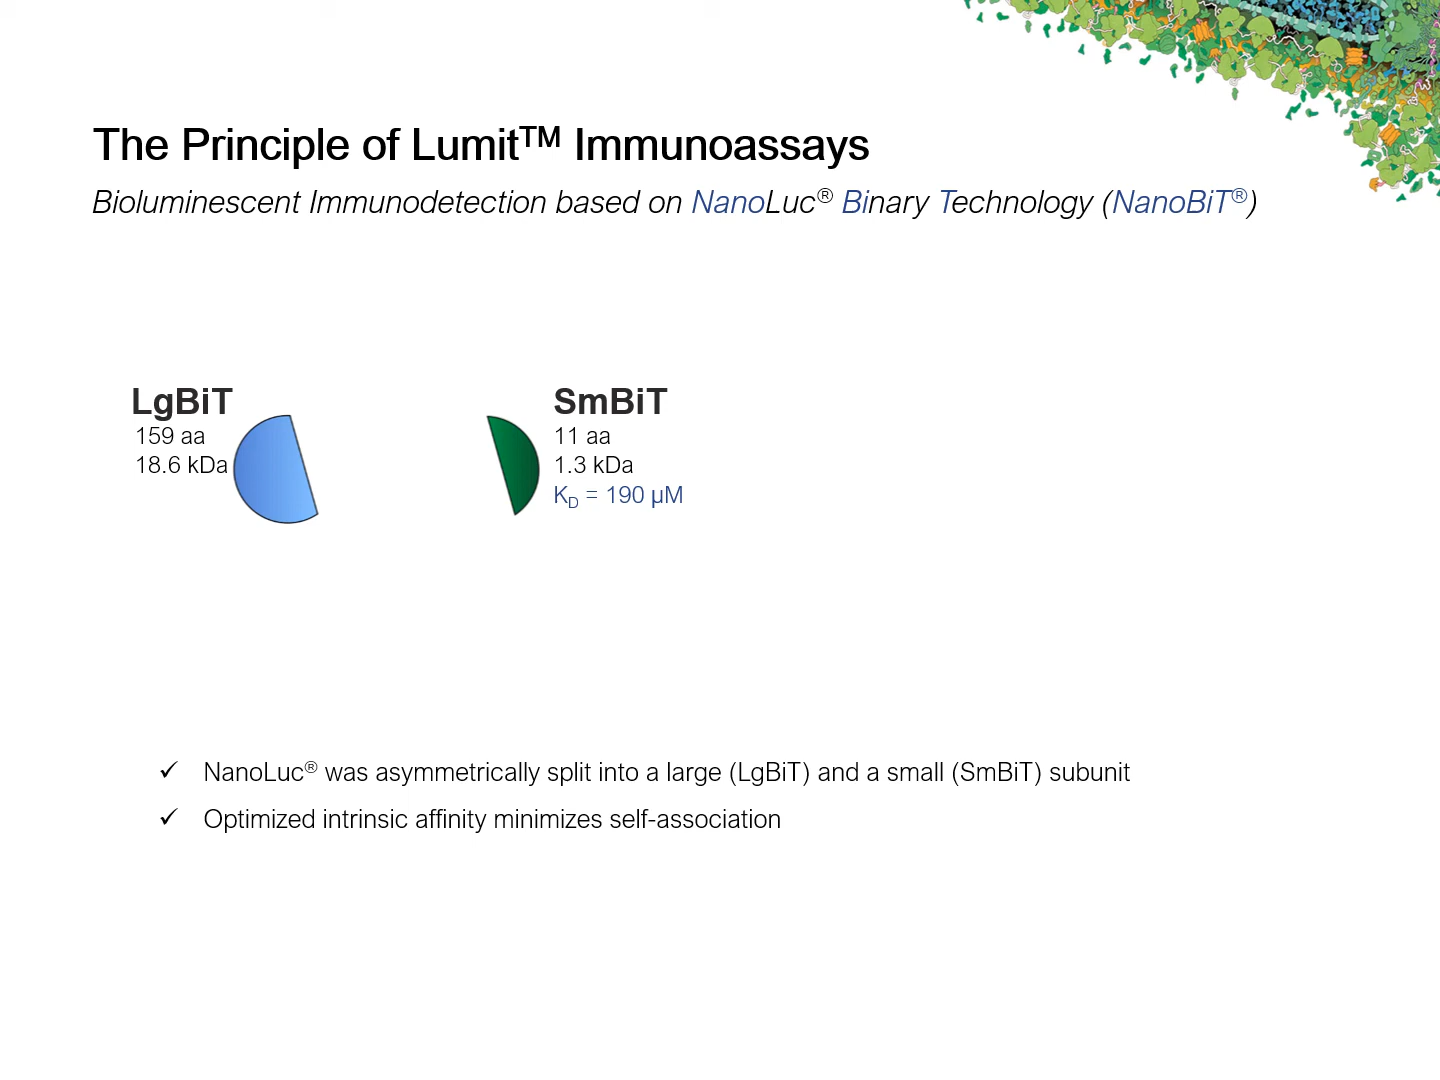 The Principle of Lumit™ Immunoassays
Bioluminescent Immunodetection based on NanoLuc® Binary Technology (NanoBiT®)
LgBiT
159 aa
18.6 kDa
SmBiT
11 aa
1.3 kDa
KD = 190 µM
✓ NanoLuc® was asymmetrically split into a large (LgBiT) and a small (SmBiT) subunit
✓ Optimized intrinsic affinity minimizes self-association